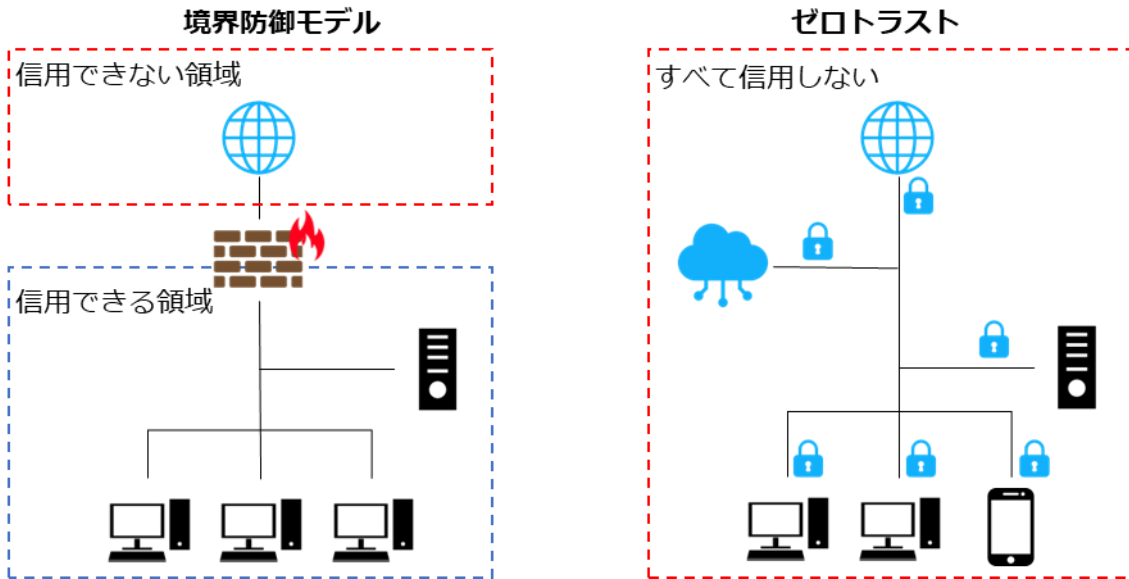 境界防御モデル
信用できない領域
信用できる領域
ゼロトラスト
すべて信用しない